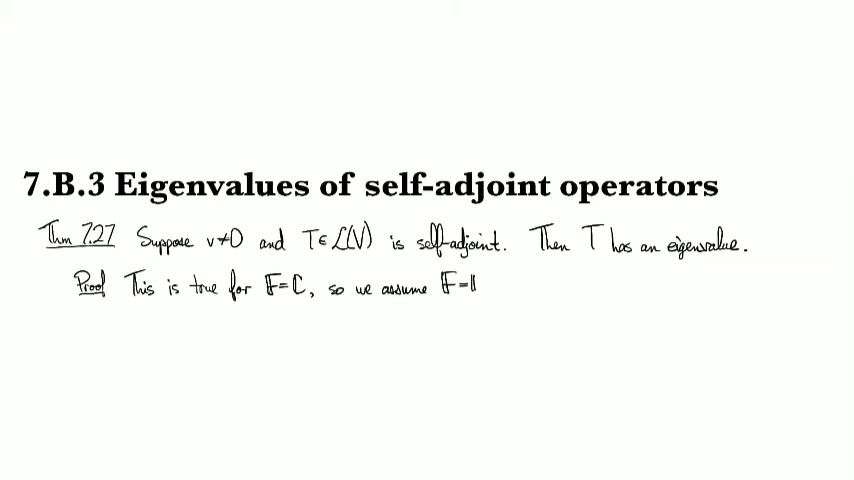 7.B.3 Eigenvalues of self-adjoint operators
Thm 7.27 Suppose v≠0 and T∈L(V) is self-adjoint. Then T has an eigenvalue.
Proof This is true for F=C, so we assume F=